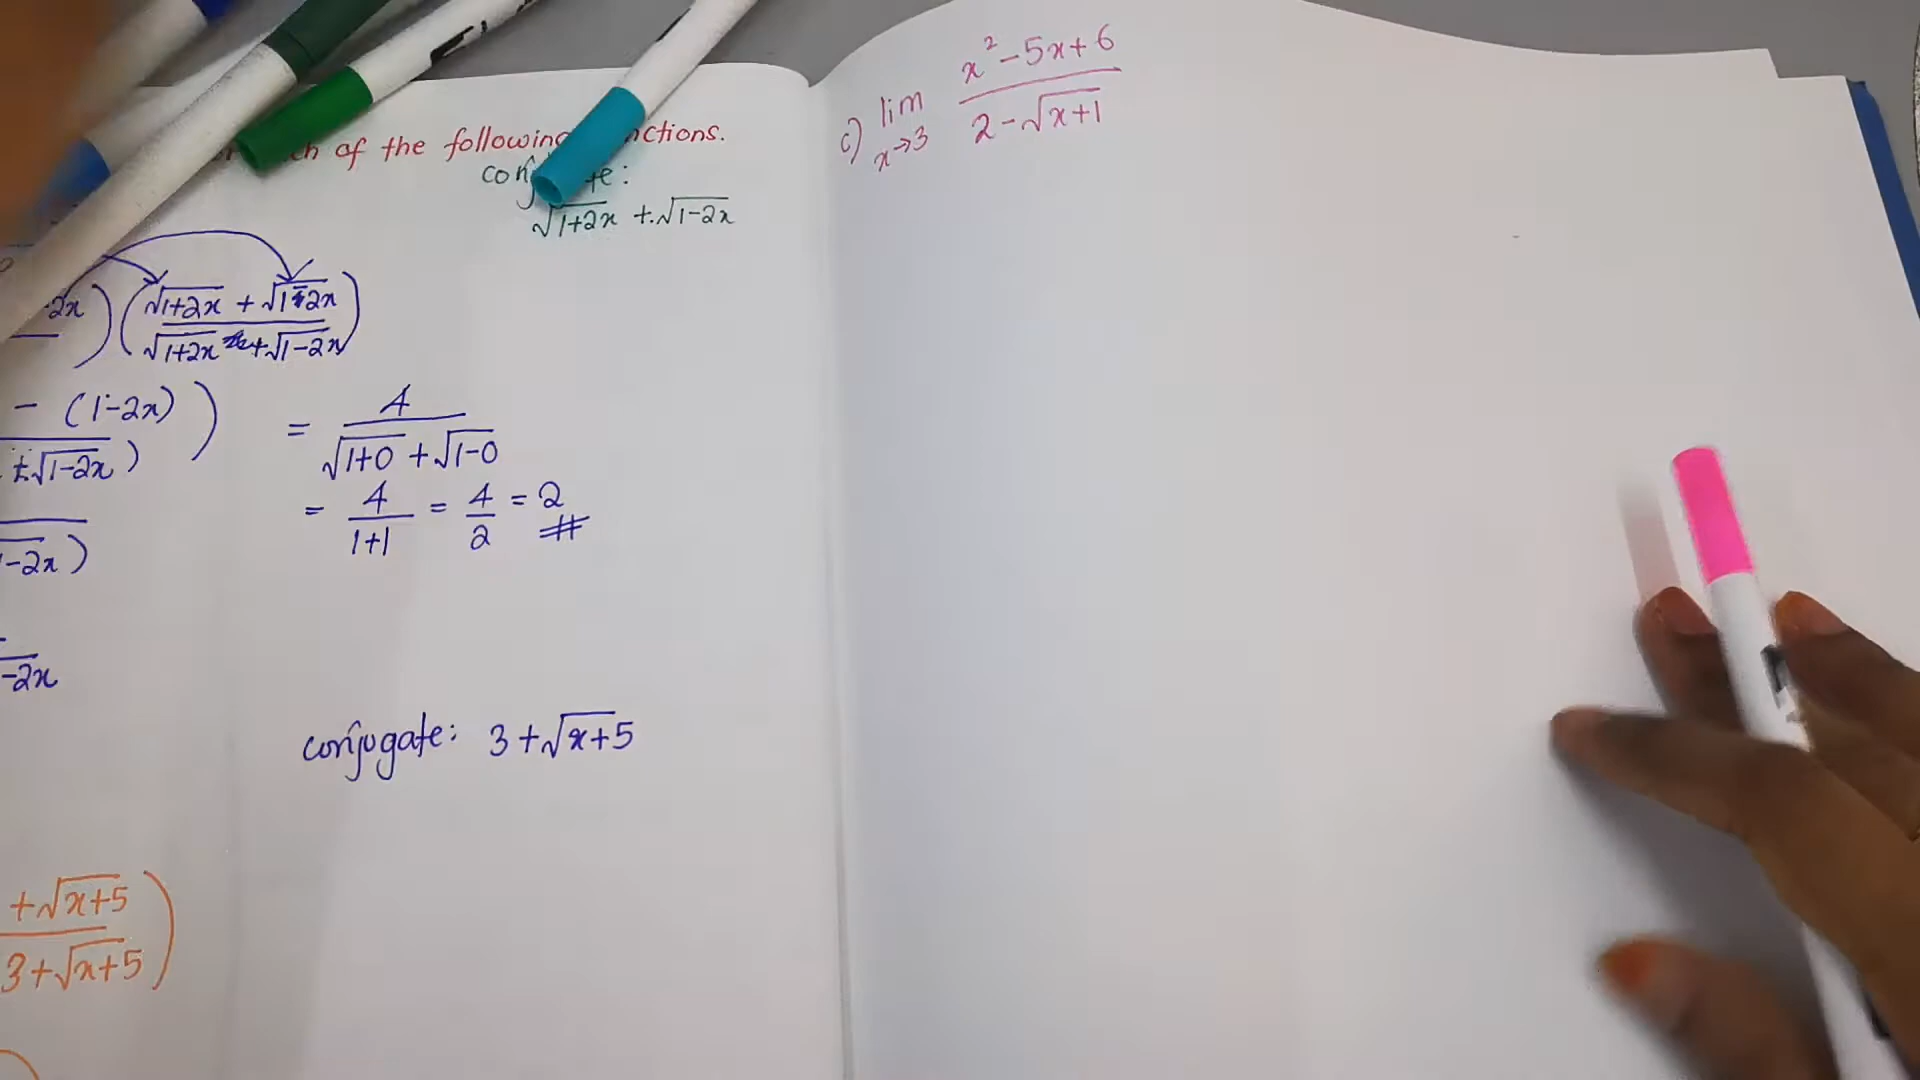 of the following
:
√1+2x + √1-2x
-2x ) ( √1+2x + √1-2x )
√1+2x + √1-2x
- (1-2x) )
+ √1-2x )
= 4
√1+0 + √1-0
= 4 = 4 = 2
1+1 2
-2x )
-2x
conjugate: 3+√x+5
+√x+5 )
3+√x+5
c) lim x² -5x+6
x→3 2-√x+1